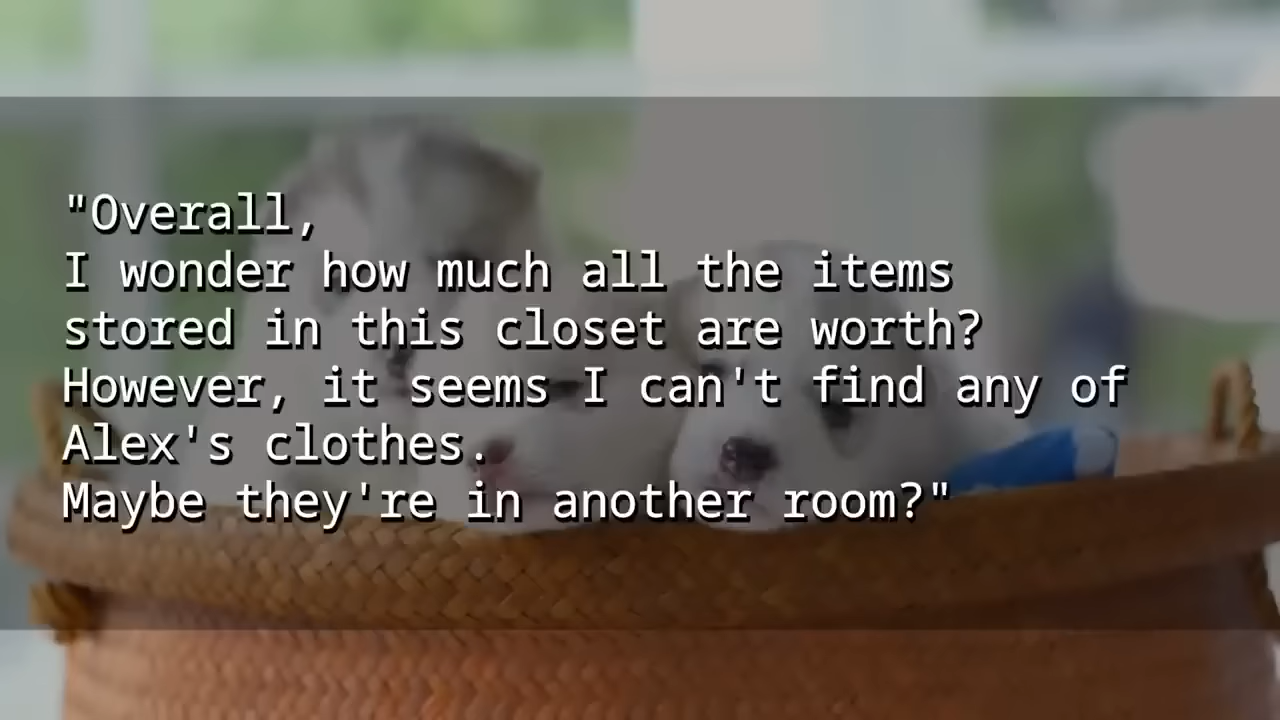 "Overall,
I wonder how much all the items
stored in this closet are worth?
However, it seems I can't find any of
Alex's clothes.
Maybe they're in another room?"